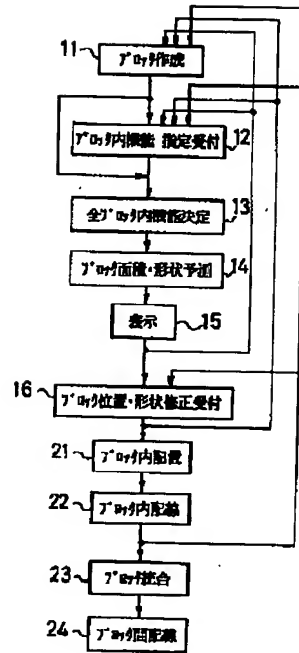 11
ブロック作成
ブロック内機能 指定受付
12
13
全ブロック内機能決定
ブロック面積・形状予測
14
表示
15
16
ブロック位置・形状修正受付
21
ブロック内配置
22
ブロック内配線
23
ブロック統合
24
ブロック間配線